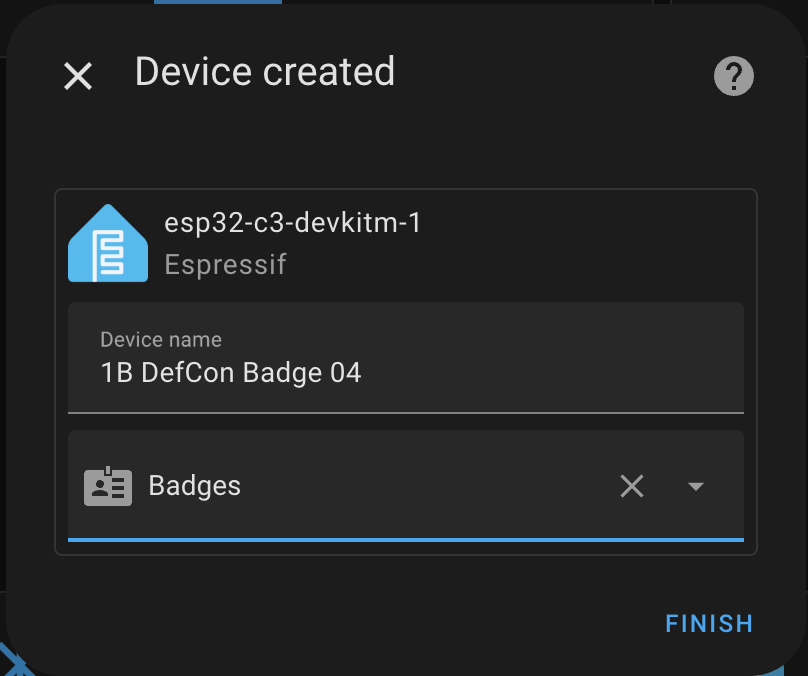 Device created
esp32-c3-devkitm-1
Espressif
Device name
1B DefCon Badge 04
Badges
FINISH